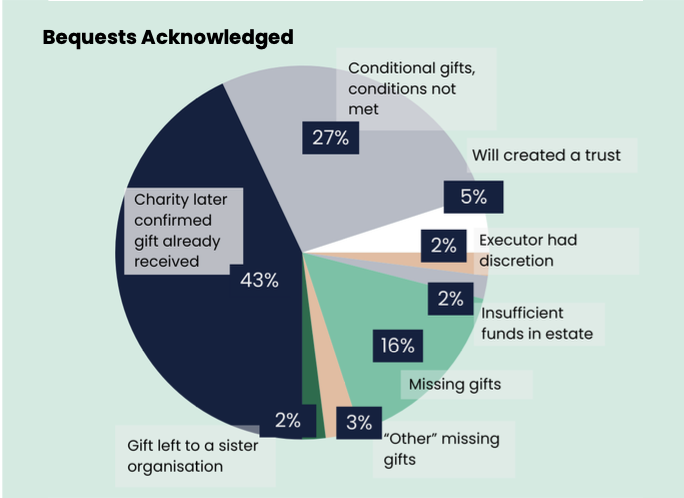 Bequests Acknowledged
Conditional gifts,
conditions not
met
27%
Will created a trust
5%
Executor had
discretion
2%
Insufficient
funds in estate
2%
16%
Missing gifts
3%
“Other” missing
gifts
2%
Gift left to a sister
organisation
Charity later
confirmed
gift already
received
43%